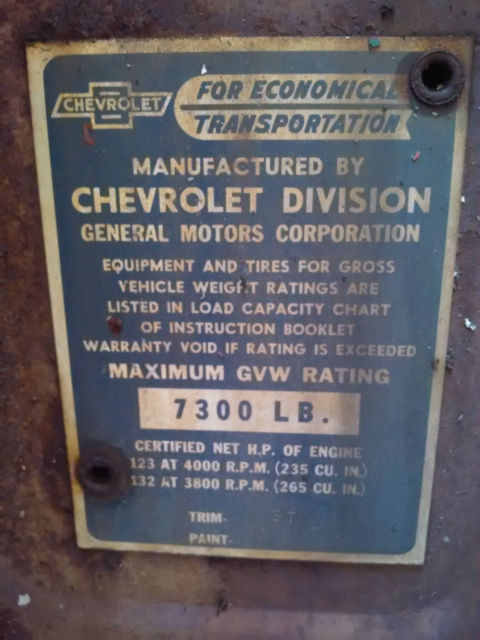 CHEVROLET
FOR ECONOMICAL
TRANSPORTATION
MANUFACTURED BY
CHEVROLET DIVISION
GENERAL MOTORS CORPORATION
EQUIPMENT AND TIRES FOR GROSS
VEHICLE WEIGHT RATINGS ARE
LISTED IN LOAD CAPACITY CHART
OF INSTRUCTION BOOKLET
WARRANTY VOID IF RATING IS EXCEEDED
MAXIMUM GVW RATING
7300 LB.
CERTIFIED NET H.P. OF ENGINE
123 AT 4000 R.P.M. (235 CU. IN.)
132 AT 3800 R.P.M. (265 CU. IN.)
TRIM-
PAINT-